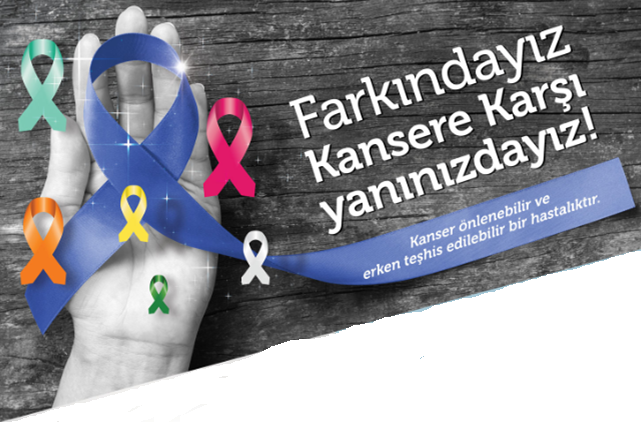 Farkındayız
Kansere Karşı
yanınızdayız!
Kanser önlenebilir ve
erken teşhis edilebilir bir hastalıktır.